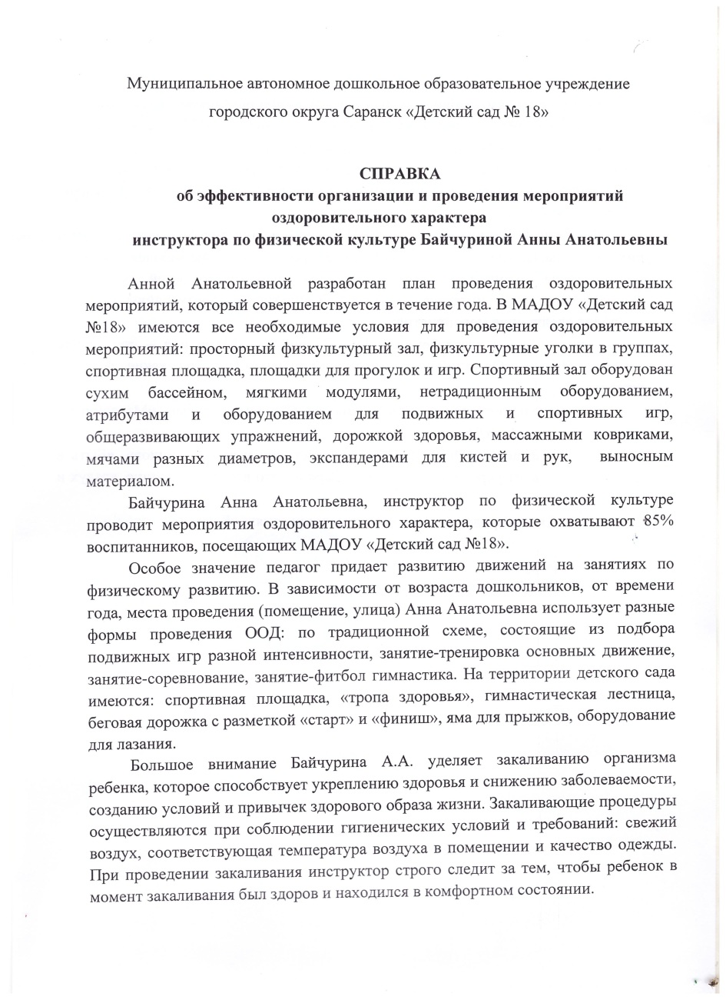 Муниципальное автономное дошкольное образовательное учреждение
городского округа Саранск «Детский сад № 18»
СПРАВКА
об эффективности организации и проведения мероприятий
оздоровительного характера
инструктора по физической культуре Байчуриной Анны Анатольевны
Анной Анатольевной разработан план проведения оздоровительных
мероприятий, который совершенствуется в течение года. В МАДОУ «Детский сад
№18» имеются все необходимые условия для проведения оздоровительных
мероприятий: просторный физкультурный зал, физкультурные уголки в группах,
спортивная площадка, площадки для прогулок и игр. Спортивный зал оборудован
сухим бассейном, мягкими модулями, нетрадиционным оборудованием,
атрибутами и оборудованием для подвижных и спортивных игр,
общеразвивающих упражнений, дорожкой здоровья, массажными ковриками,
мячами разных диаметров, экспандерами для кистей и рук, выносным
материалом.
Байчурина Анна Анатольевна, инструктор по физической культуре
проводит мероприятия оздоровительного характера, которые охватывают 85%
воспитанников, посещающих МАДОУ «Детский сад №18».
Особое значение педагог придает развитию движений на занятиях по
физическому развитию. В зависимости от возраста дошкольников, от времени
года, места проведения (помещение, улица) Анна Анатольевна использует разные
формы проведения ООД: по традиционной схеме, состоящие из подбора
подвижных игр разной интенсивности, занятие-тренировка основных движение,
занятие-соревнование, занятие-фитбол гимнастика. На территории детского сада
имеются: спортивная площадка, «тропа здоровья», гимнастическая лестница,
беговая дорожка с разметкой «старт» и «финиш», яма для прыжков, оборудование
для лазания.
Большое внимание Байчурина А.А. уделяет закаливанию организма
ребенка, которое способствует укреплению здоровья и снижению заболеваемости,
созданию условий и привычек здорового образа жизни. Закаливающие процедуры
осуществляются при соблюдении гигиенических условий и требований: свежий
воздух, соответствующая температура воздуха в помещении и качество одежды.
При проведении закаливания инструктор строго следит за тем, чтобы ребенок в
момент закаливания был здоров и находился в комфортном состоянии.